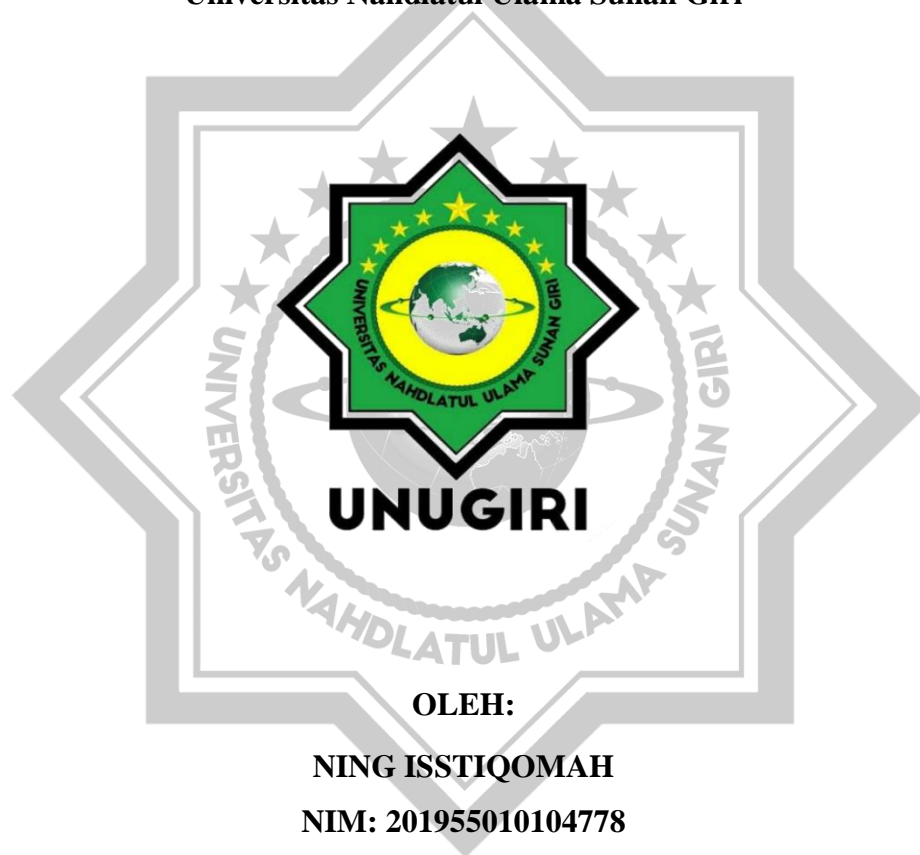 Universitas Nahdlatul Ulama Sunan Giri
UNIVERSITAS NAHDLATUL ULAMA SUNAN GIRI
UNIVERSITAS NAHDLATUL ULAMA SUNAN GIRI
UNUGIRI
OLEH:
NING ISSTIQOMAH
NIM: 201955010104778